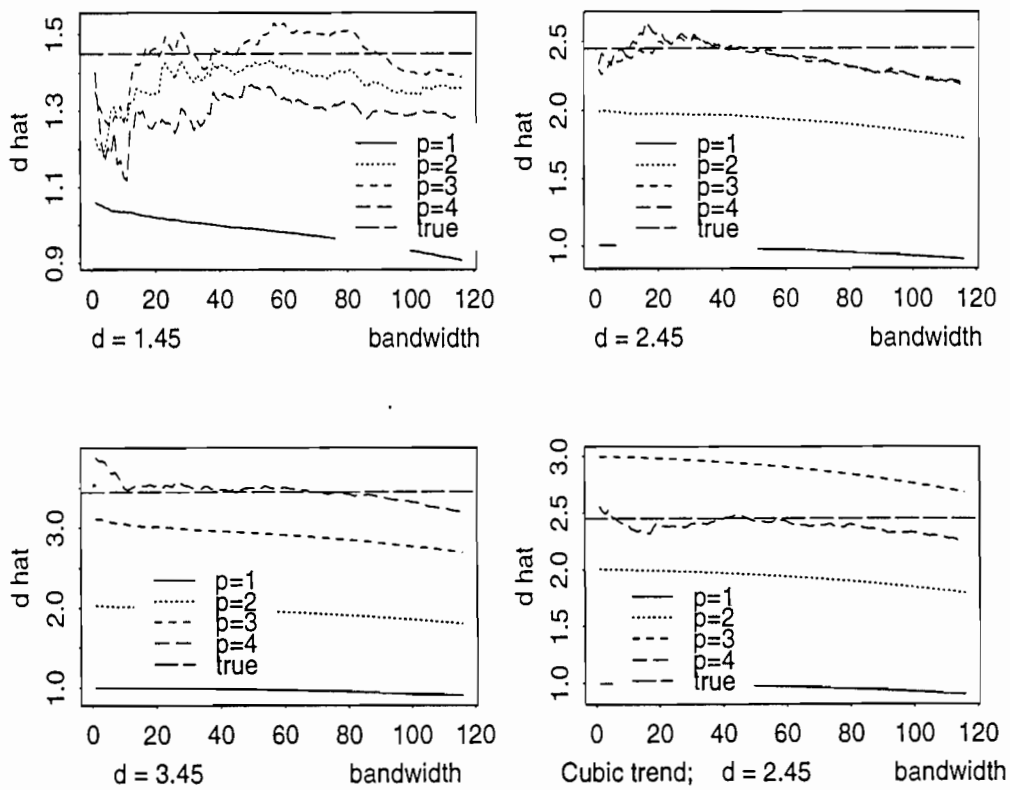 d hat
1.5
1.3
1.1
0.9
p=1
p=2
p=3
p=4
true
0 20 40 60 80 100 120
d = 1.45 bandwidth
d hat
2.5
2.0
1.5
1.0
p=1
p=2
p=3
p=4
true
0 20 40 60 80 100 120
d = 2.45 bandwidth
d hat
3.0
2.0
1.0
p=1
p=2
p=3
p=4
true
0 20 40 60 80 100 120
d = 3.45 bandwidth
d hat
3.0
2.5
2.0
1.5
1.0
p=1
p=2
p=3
p=4
true
0 20 40 60 80 100 120
Cubic trend; d = 2.45 bandwidth